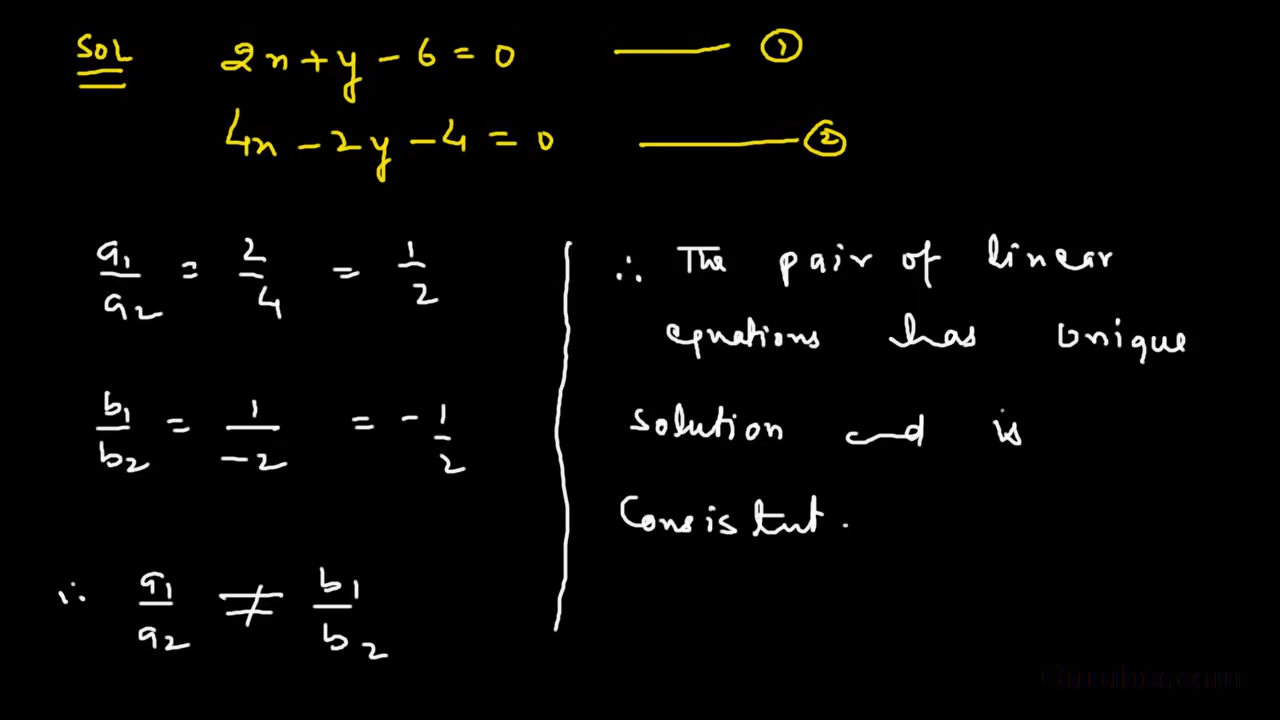 SOL 2x + y - 6 = 0 ——— ①
4x - 2y - 4 = 0 ——— ②
a₁/a₂ = 2/4 = 1/2
b₁/b₂ = 1/-2 = -1/2
∴ a₁/a₂ ≠ b₁/b₂
∴ The pair of linear
equations has unique
solution and is
Consistent.